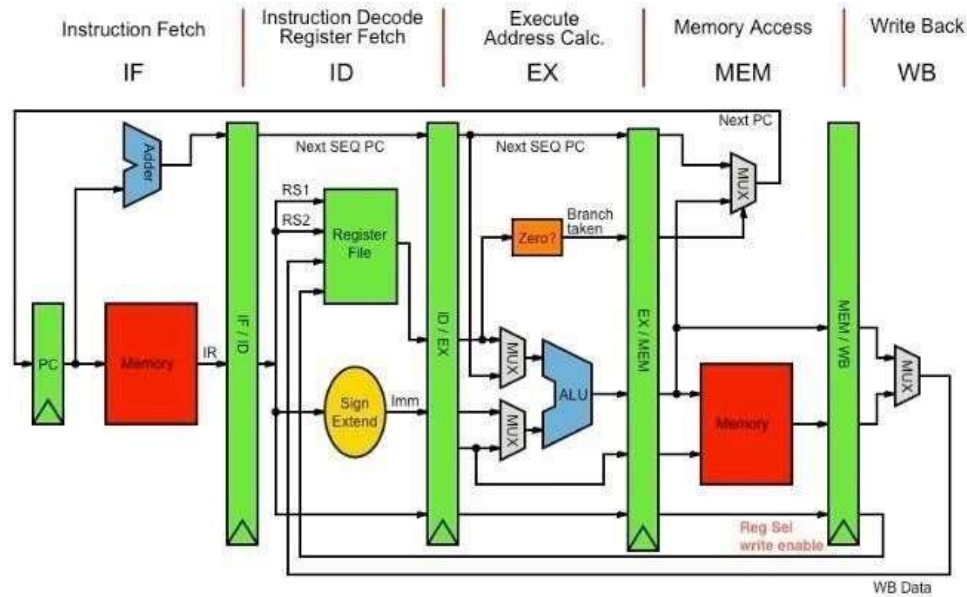 Instruction Fetch
IF
Instruction Decode
Register Fetch
ID
Execute
Address Calc.
EX
Memory Access
MEM
Write Back
WB
Next PC
Adder
Next SEQ PC
Next SEQ PC
MUX
RS1
RS2
Register
File
Branch
taken
Zero?
IF / ID
ID / EX
EX / MEM
MEM / WB
PC
Memory
IR
MUX
ALU
MUX
Sign
Extend
Imm
MUX
Memory
Reg Sel
write enable
WB Data